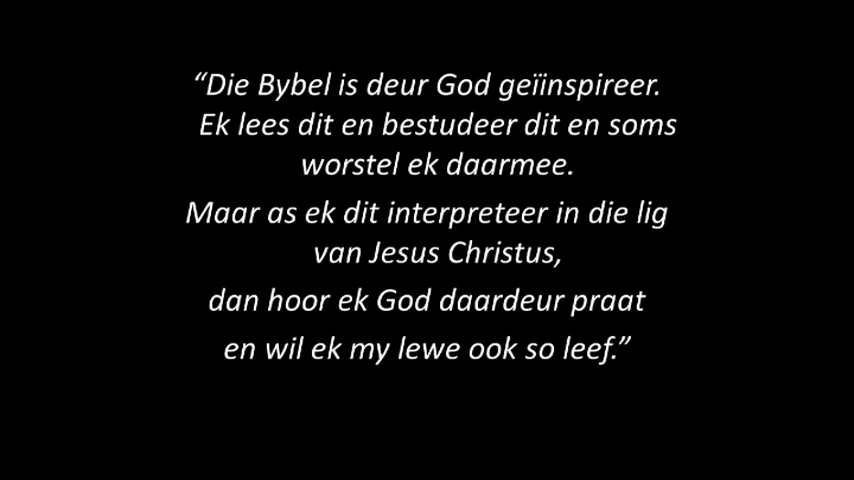 “Die Bybel is deur God geïinspireer.
Ek lees dit en bestudeer dit en soms
worstel ek daarmee.
Maar as ek dit interpreteer in die lig
van Jesus Christus,
dan hoor ek God daardeur praat
en wil ek my lewe ook so leef.”